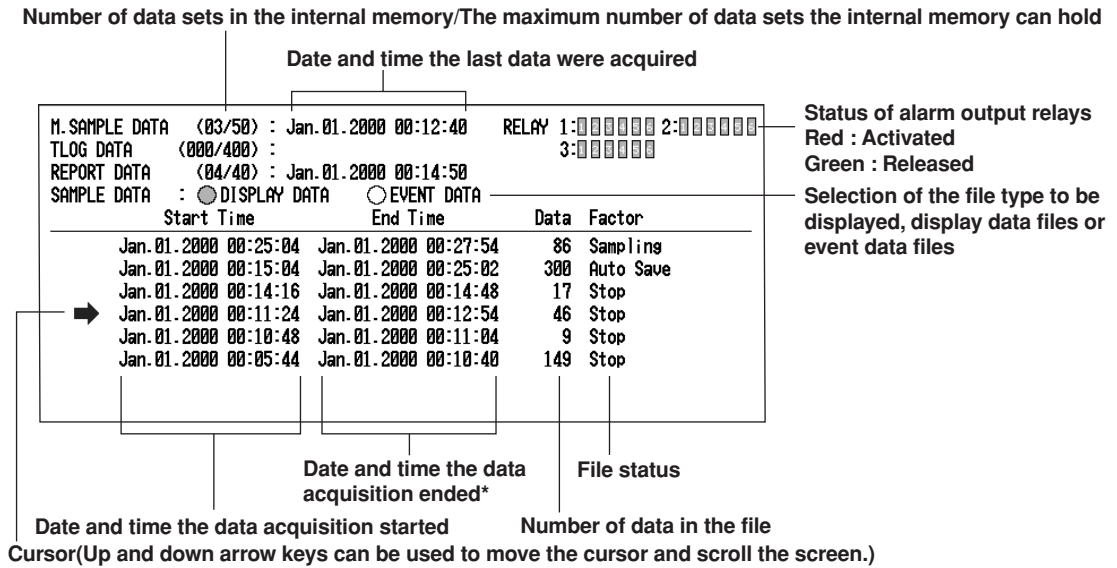 Number of data sets in the internal memory/The maximum number of data sets the internal memory can hold
Date and time the last data were acquired
M.SAMPLE DATA (03/50) : Jan.01.2000 00:12:40 RELAY 1:123456 2:123456
TLOG DATA (000/400) : 3:123456
REPORT DATA (04/40) : Jan.01.2000 00:14:50
SAMPLE DATA : DISPLAY DATA EVENT DATA
Start Time End Time Data Factor
Jan.01.2000 00:25:04 Jan.01.2000 00:27:54 86 Sampling
Jan.01.2000 00:15:04 Jan.01.2000 00:25:02 300 Auto Save
Jan.01.2000 00:14:16 Jan.01.2000 00:14:48 17 Stop
Jan.01.2000 00:11:24 Jan.01.2000 00:12:54 46 Stop
Jan.01.2000 00:10:48 Jan.01.2000 00:11:04 9 Stop
Jan.01.2000 00:05:44 Jan.01.2000 00:10:40 149 Stop
Status of alarm output relays
Red : Activated
Green : Released
Selection of the file type to be
displayed, display data files or
event data files
Date and time the data
acquisition ended*
File status
Date and time the data acquisition started
Number of data in the file
Cursor(Up and down arrow keys can be used to move the cursor and scroll the screen.)